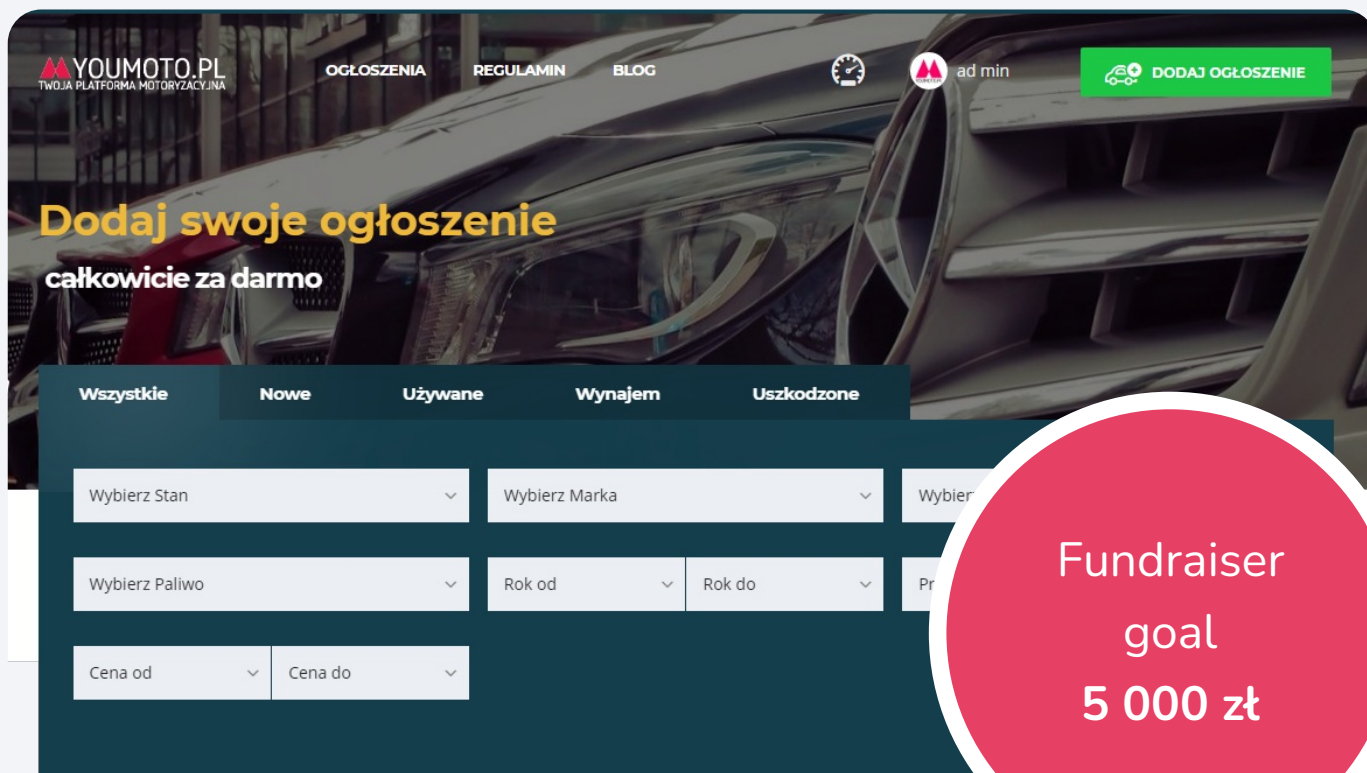 YOUMOTO.PL
TWOJA PLATFORMA MOTORYZACYJNA
OGŁOSZENIA
REGULAMIN
BLOG
ad min
DODAJ OGŁOSZENIE
Dodaj swoje ogłoszenie
całkowicie za darmo
Wszystkie
Nowe
Używane
Wynajem
Uszkodzone
Wybierz Stan
Wybierz Marka
Wybierz Paliwo
Rok od
Rok do
Cena od
Cena do
Fundraiser
goal
5 000 zł